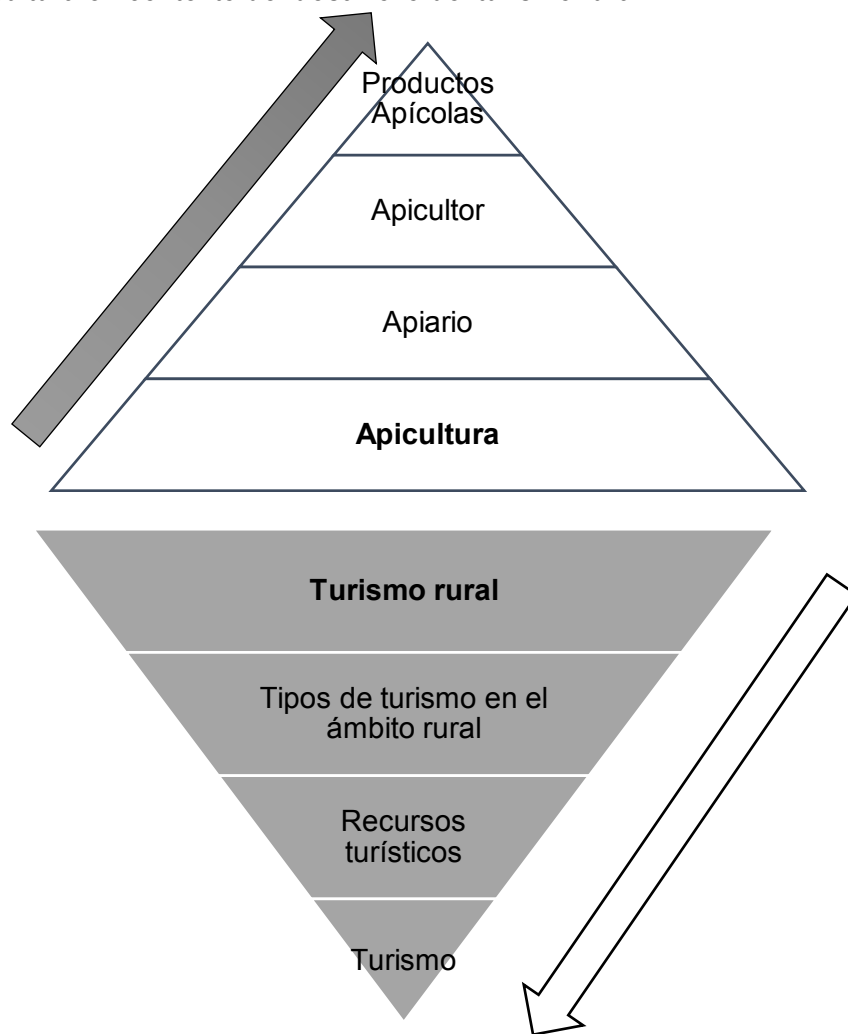 Productos
Apícolas
Apicultor
Apiario
Apicultura
Turismo rural
Tipos de turismo en el
ámbito rural
Recursos
turísticos
Turismo